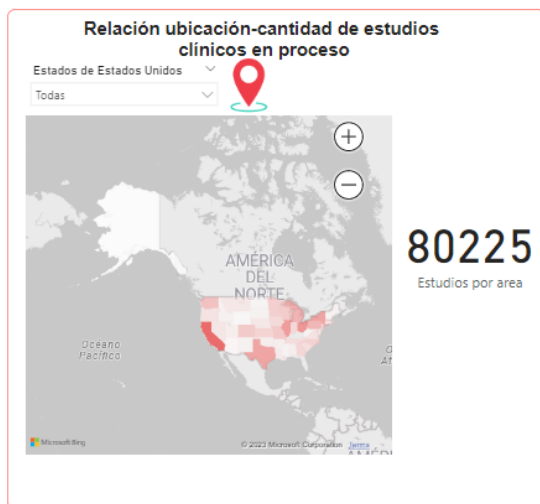 Relación ubicación-cantidad de estudios
clínicos en proceso
Estados de Estados Unidos
Todas
AMÉRICA
DEL
NORTE
80225
Estudios por area
Océano
Pacífico
Microsoft Bing
© 2023 Microsoft Corporation Terms